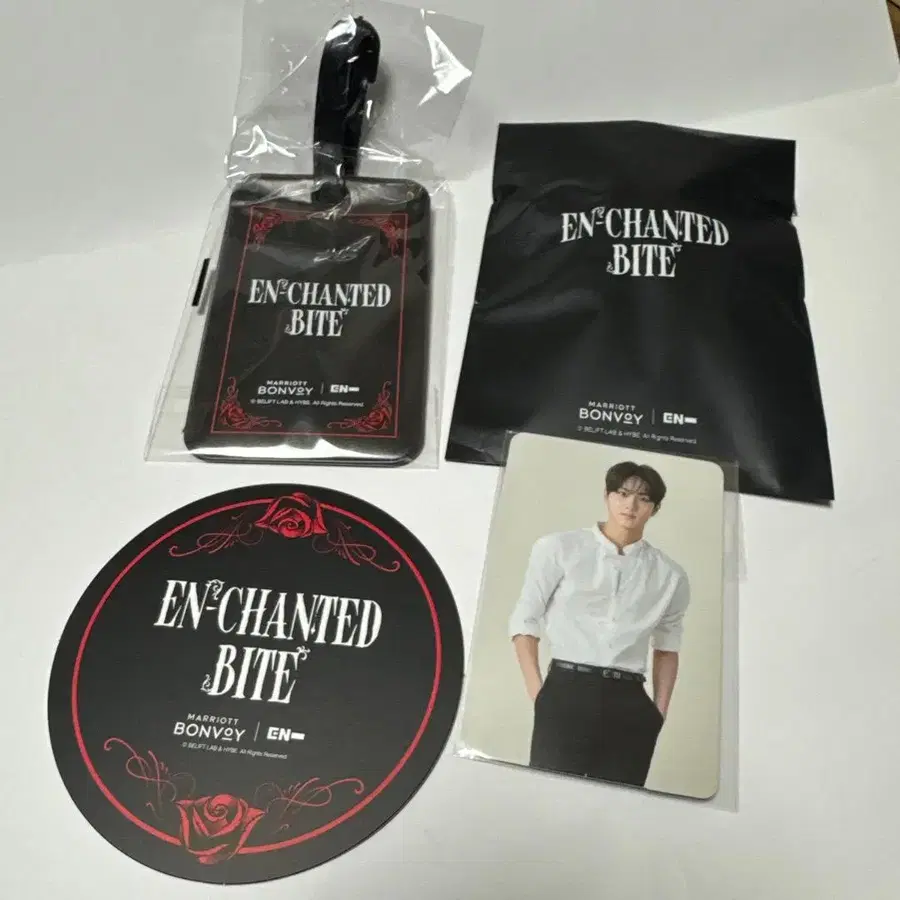 EN-CHANTED
BITE
MARRIOTT
BONVOY | EN-
© BELIFT LAB & HYBE. All Rights Reserved.
EN-CHANTED
BITE
MARRIOTT
BONVOY | EN-
© BELIFT LAB & HYBE. All Rights Reserved.
EN-CHANTED
BITE
MARRIOTT
BONVOY | EN-
© BELIFT LAB & HYBE. All Rights Reserved.